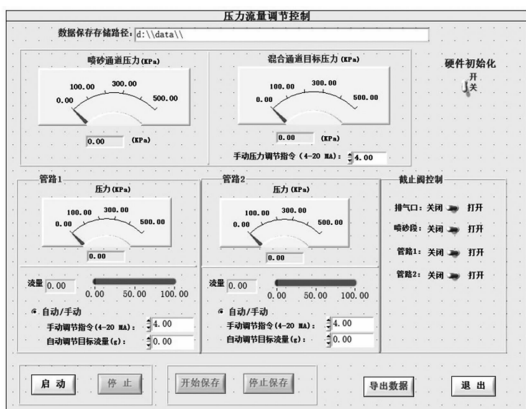 压力流量调节控制
数据保存存储路径: d:\\data\\
喷砂通道压力(KPa)
0.00 100.00 300.00 500.00
0.00 (KPa)
混合通道目标压力(KPa)
0.00 100.00 300.00 500.00
0.00 (KPa)
手动压力调节指令 (4-20 MA): 4.00
硬件初始化
开
关
管路1
压力(KPa)
0.00 100.00 300.00 500.00
0.00
流量 0.00
0.00 50.00 100.00
自动/手动
手动调节指令(4-20 MA): 4.00
自动调节目标流量(g): 0.00
管路2
压力(KPa)
0.00 100.00 300.00 500.00
0.00
流量 0.00
0.00 50.00 100.00
自动/手动
手动调节指令(4-20 MA): 4.00
自动调节目标流量(g): 0.00
截止阀控制
排气口: 关闭 打开
喷砂段: 关闭 打开
管路1: 关闭 打开
管路2: 关闭 打开
启动 停止 开始保存 停止保存 导出数据 退出